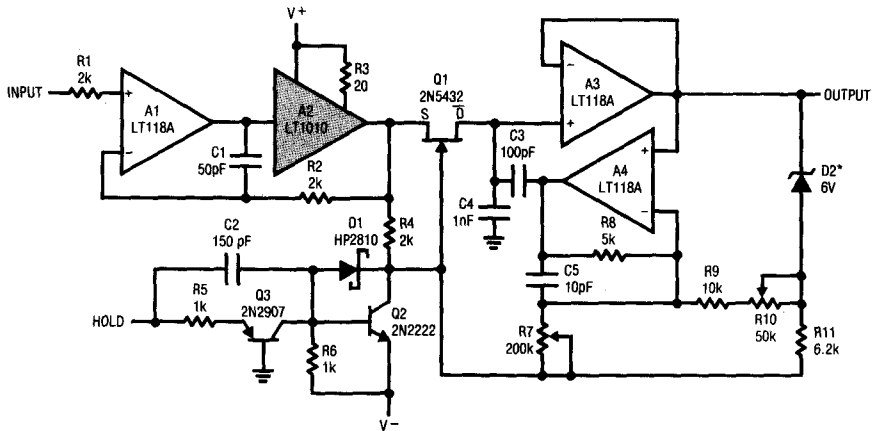 V+
R1
2k
INPUT
+
−
A1
LT118A
A2
LT1010
R3
20
Q1
2N5432
S
D
A3
LT118A
−
+
OUTPUT
C1
50pF
R2
2k
C3
100pF
A4
LT118A
+
−
D2*
6V
C4
1nF
R8
5k
C2
150 pF
D1
HP2810
R4
2k
C5
10pF
R9
10k
R10
50k
R5
1k
Q3
2N2907
HOLD
Q2
2N2222
R6
1k
R7
200k
R11
6.2k
V−